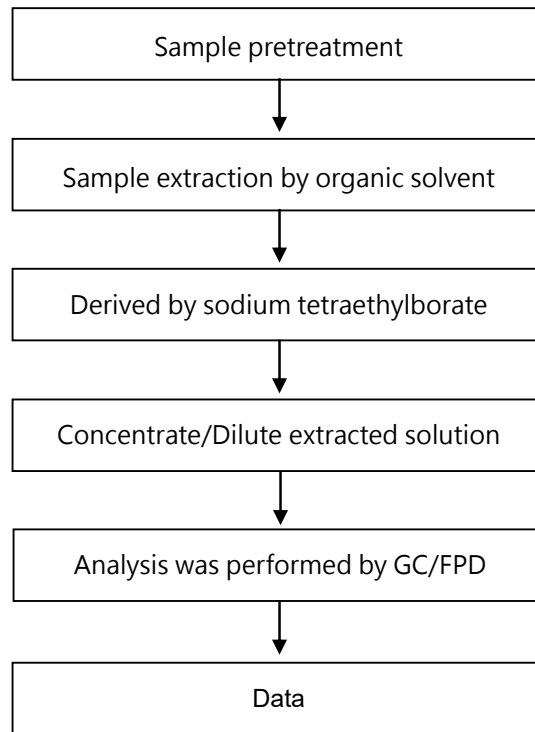 Sample pretreatment
Sample extraction by organic solvent
Derived by sodium tetraethylborate
Concentrate/Dilute extracted solution
Analysis was performed by GC/FPD
Data